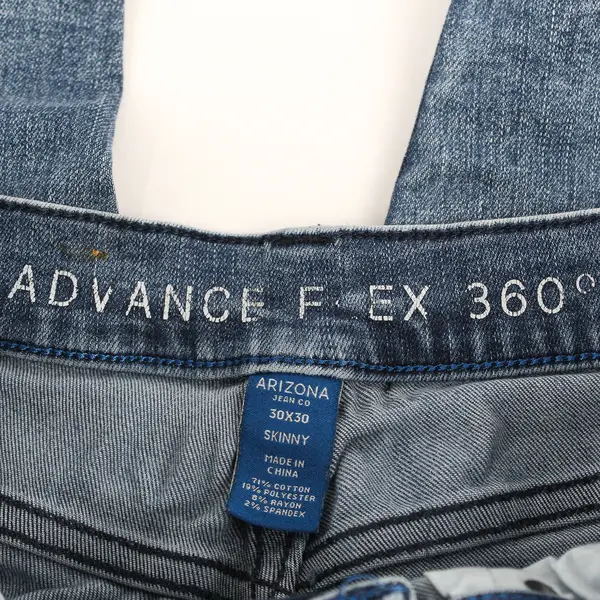 ADVANCE F EX 360°
ARIZONA
JEAN CO
30X30
SKINNY
MADE IN
CHINA
71% COTTON
19% POLYESTER
8% RAYON
2% SPANDEX